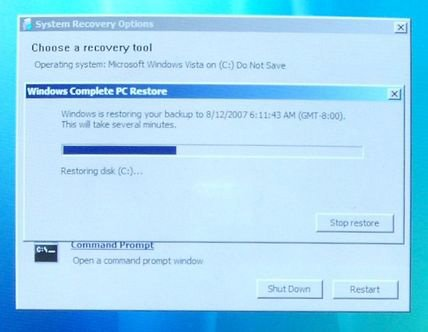 System Recovery Options
Choose a recovery tool
Operating system: Microsoft Windows Vista on (C:) Do Not Save
Windows Complete PC Restore
Windows is restoring your backup to 8/12/2007 6:11:43 AM (GMT-8:00).
This will take several minutes.
Restoring disk (C:)...
Stop restore
C:\_
Command Prompt
Open a command prompt window
Shut Down
Restart